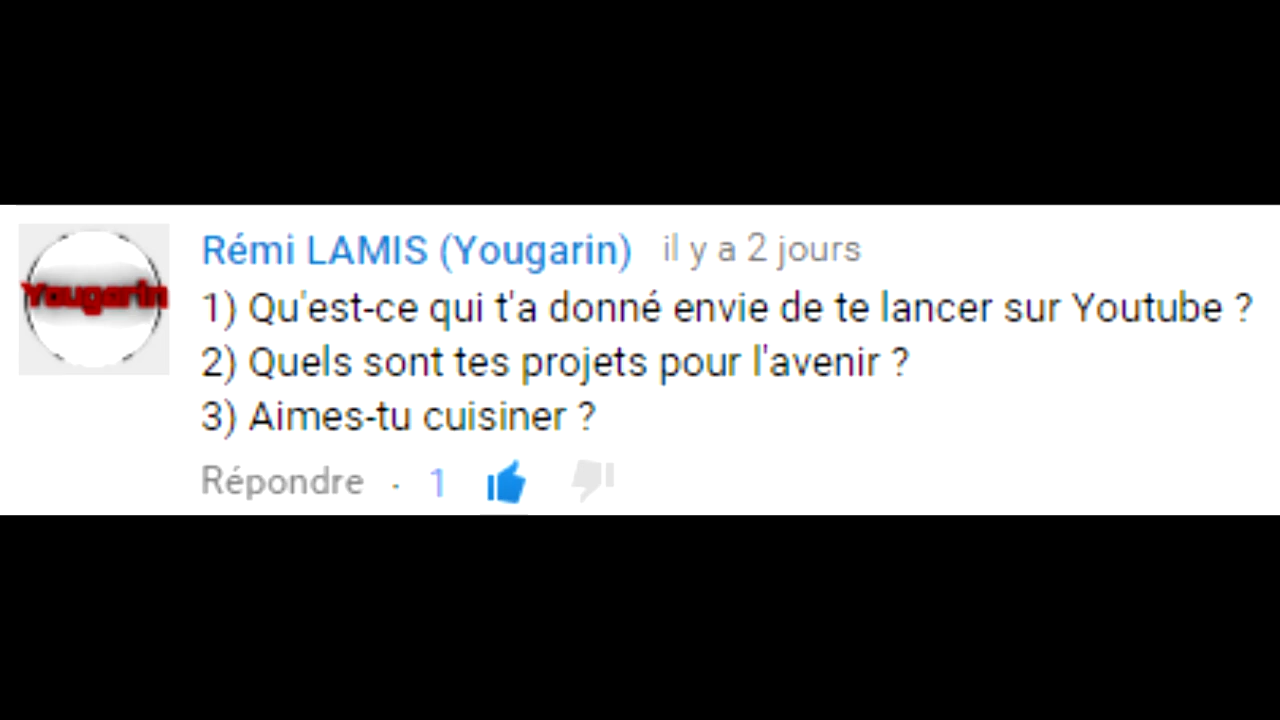 Yougarin
Rémi LAMIS (Yougarin) il y a 2 jours
1) Qu'est-ce qui t'a donné envie de te lancer sur Youtube ?
2) Quels sont tes projets pour l'avenir ?
3) Aimes-tu cuisiner ?
Répondre · 1